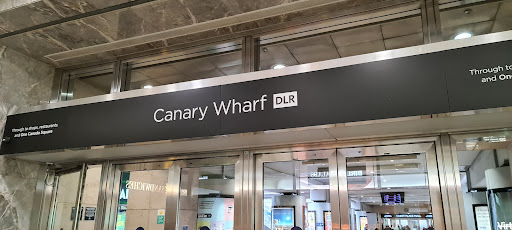 Canary Wharf DLR
Through to shops, restaurants
and One Canada Square
Through to
and One